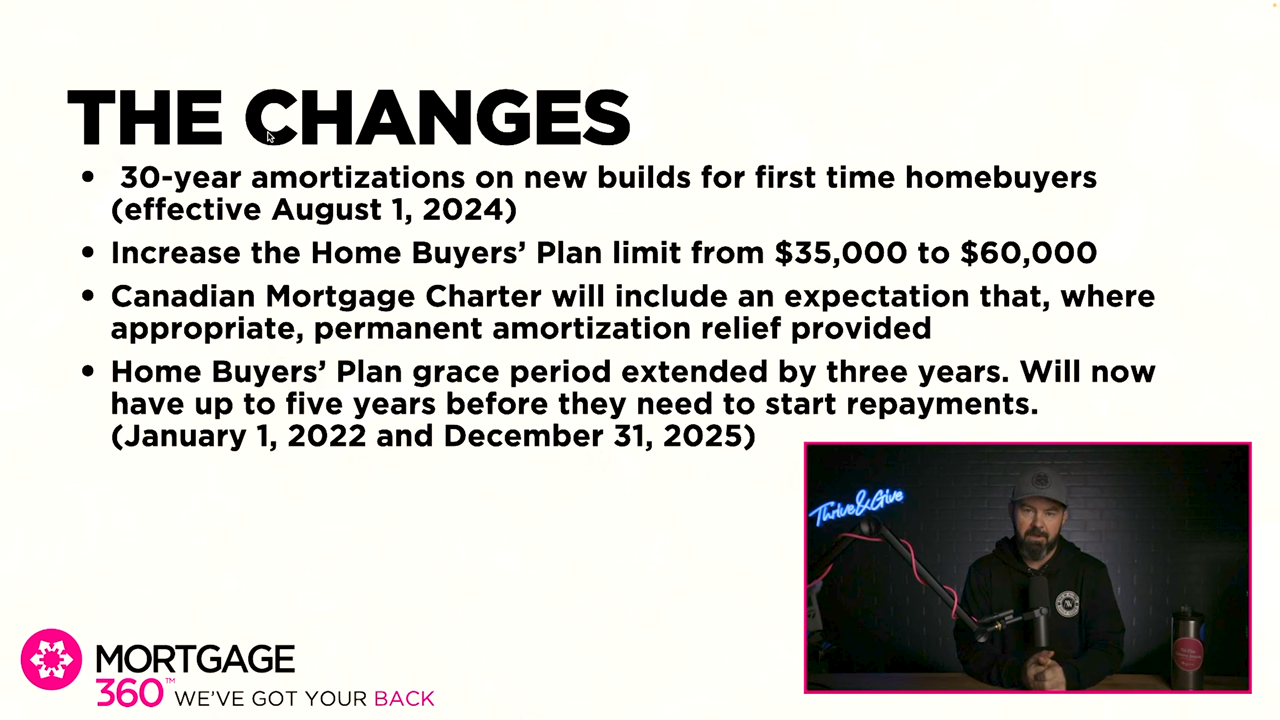 THE CHANGES
• 30-year amortizations on new builds for first time homebuyers
(effective August 1, 2024)
• Increase the Home Buyers’ Plan limit from $35,000 to $60,000
• Canadian Mortgage Charter will include an expectation that, where
appropriate, permanent amortization relief provided
• Home Buyers’ Plan grace period extended by three years. Will now
have up to five years before they need to start repayments.
(January 1, 2022 and December 31, 2025)
Thrive&Give
MORTGAGE
360™ WE’VE GOT YOUR BACK